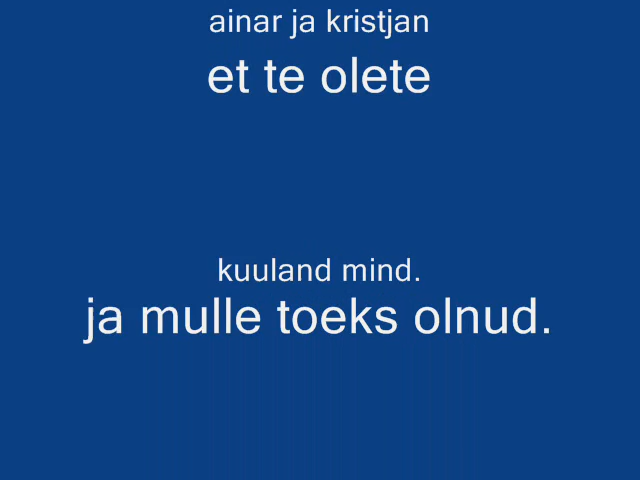 ainar ja kristjan
et te olete
kuuland mind.
ja mulle toeks olnud.